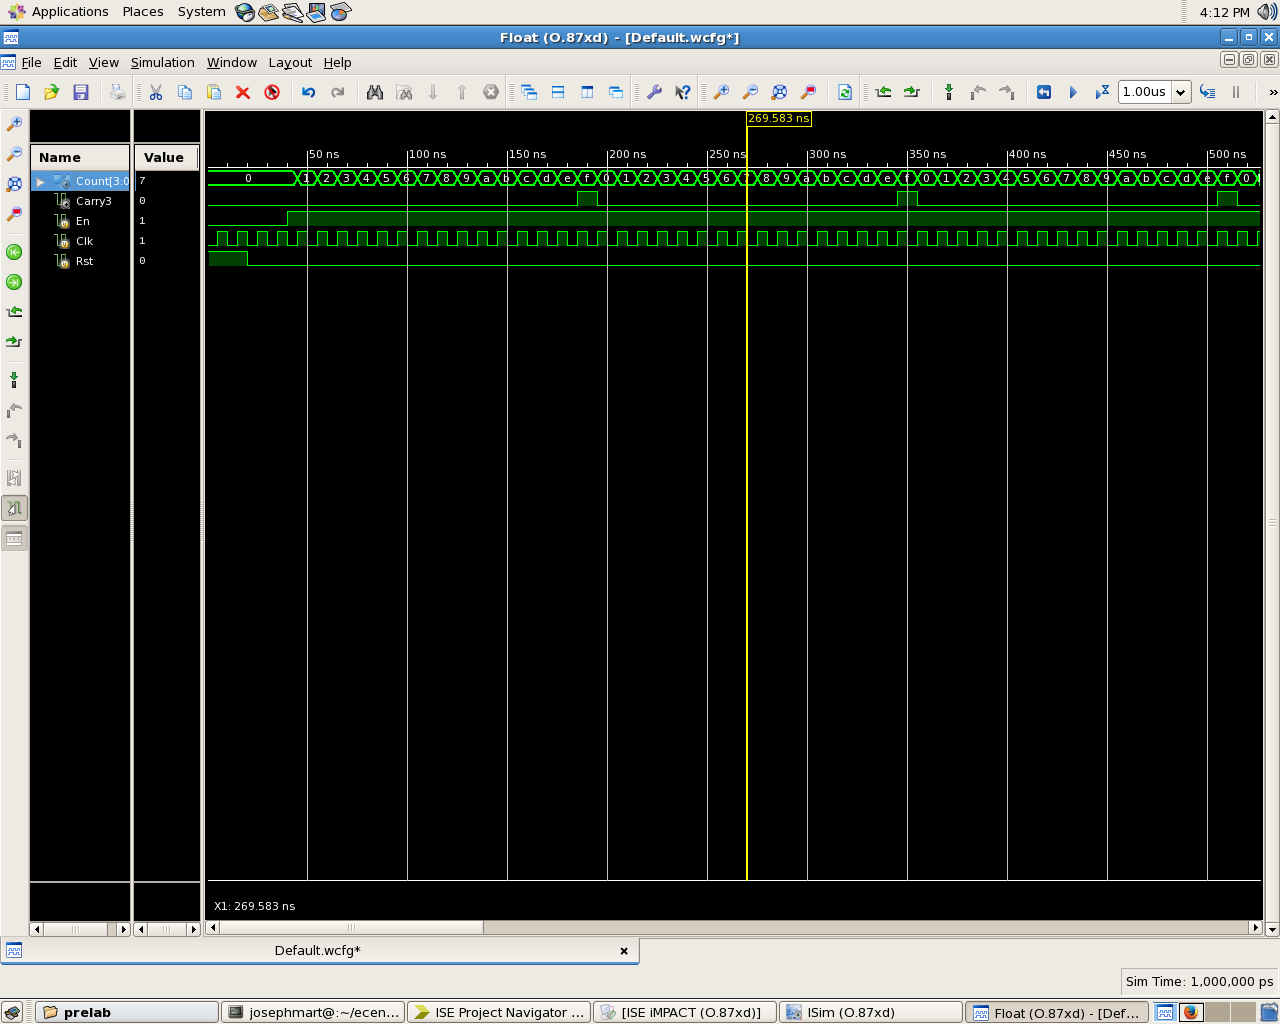 Applications Places System 4:12 PM
Float (O.87xd) - [Default.wcfg*]
File Edit View Simulation Window Layout Help
1.00us »
269.583 ns
Name Value
50 ns 100 ns 150 ns 200 ns 250 ns 300 ns 350 ns 400 ns 450 ns 500 ns
Count[3:0 7 0 1 2 3 4 5 6 7 8 9 a b c d e f 0 1 2 3 4 5 6 7 8 9 a b c d e f 0 1 2 3 4 5 6 7 8 9 a b c d e f 0
Carry3 0
En 1
Clk 1
Rst 0
X1: 269.583 ns
Default.wcfg*
Sim Time: 1,000,000 ps
prelab josephmart@:~/ecen... ISE Project Navigator ... [ISE iMPACT (O.87xd)] ISim (O.87xd) Float (O.87xd) - [Def...